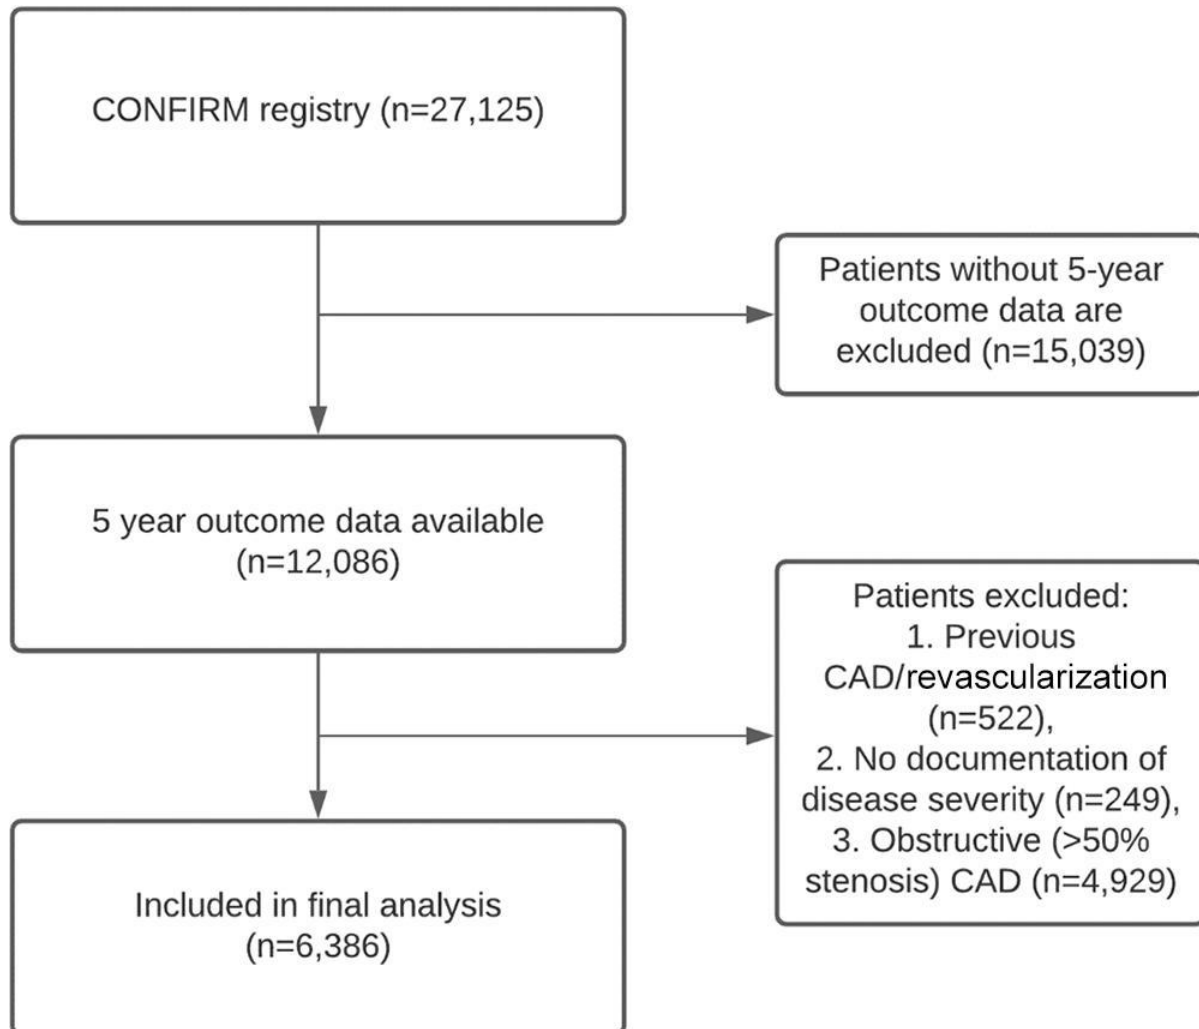 CONFIRM registry (n=27,125)
Patients without 5-year
outcome data are
excluded (n=15,039)
5 year outcome data available
(n=12,086)
Patients excluded:
1. Previous
CAD/revascularization
(n=522),
2. No documentation of
disease severity (n=249),
3. Obstructive (>50%
stenosis) CAD (n=4,929)
Included in final analysis
(n=6,386)